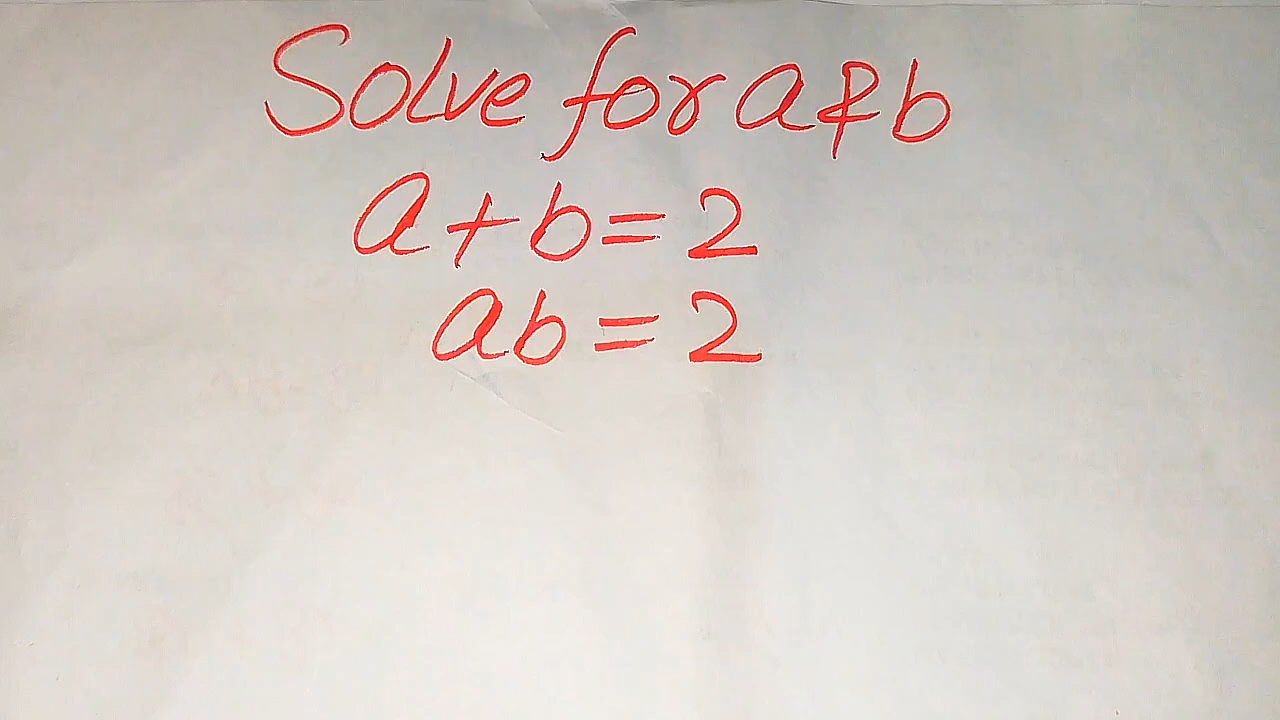 Solve for a & b
a + b = 2
ab = 2